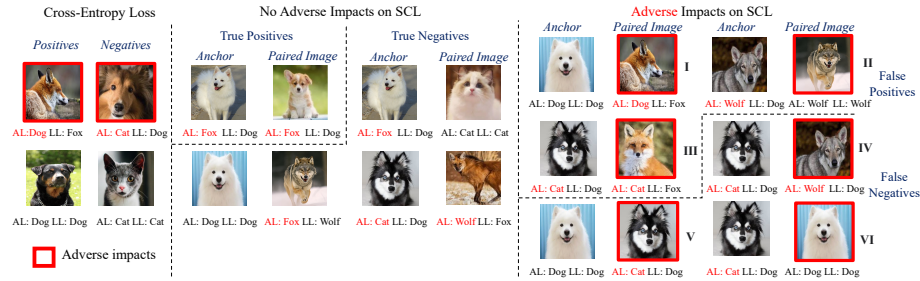 Cross-Entropy Loss
Positives Negatives
AL:Dog LL: Fox AL: Cat LL: Dog
AL: Dog LL: Dog AL: Cat LL: Cat
Adverse impacts
No Adverse Impacts on SCL
True Positives True Negatives
Anchor Paired Image Anchor Paired Image
AL: Fox LL: Dog AL: Fox LL: Dog AL: Fox LL: Dog AL: Cat LL: Cat
AL: Dog LL: Dog AL: Fox LL: Wolf AL: Cat LL: Dog AL: Wolf LL: Fox
Adverse Impacts on SCL
Anchor Paired Image Anchor Paired Image
I II
False
Positives
AL: Dog LL: Dog AL: Dog LL: Fox AL: Wolf LL: Dog AL: Wolf LL: Wolf
III IV
False
Negatives
AL: Cat LL: Dog AL: Cat LL: Fox AL: Cat LL: Dog AL: Wolf LL: Dog
V VI
AL: Dog LL: Dog AL: Cat LL: Dog AL: Cat LL: Dog AL: Dog LL: Dog